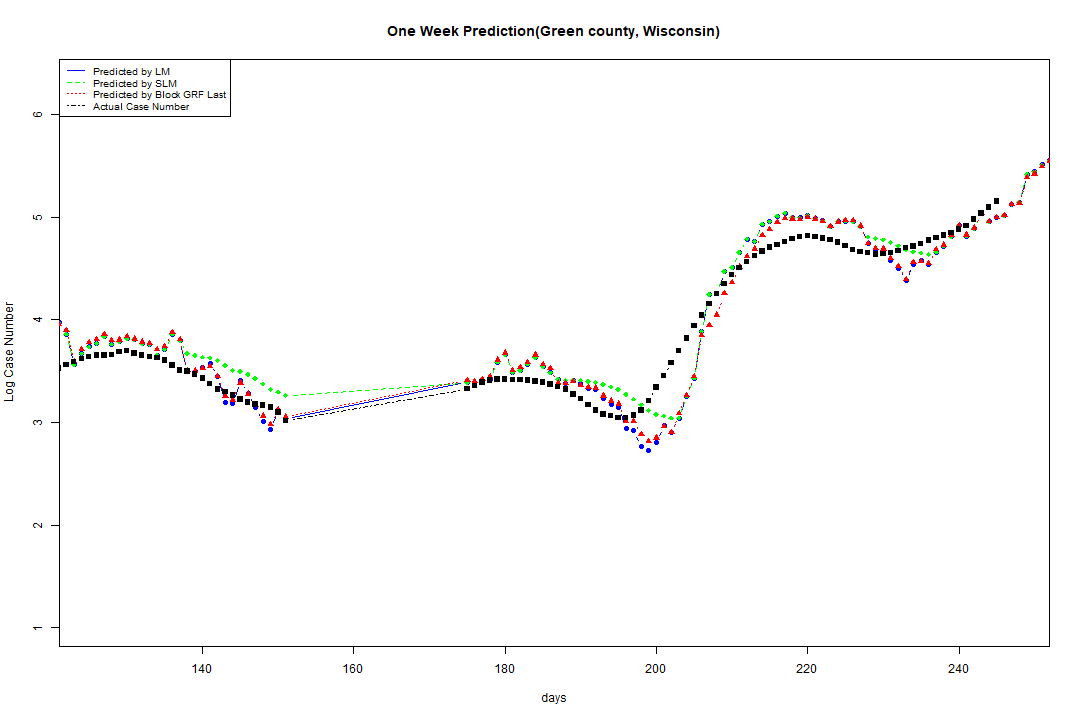 One Week Prediction(Green county, Wisconsin)
Predicted by LM
Predicted by SLM
Predicted by Block GRF Last
Actual Case Number
6
5
4
3
2
1
Log Case Number
140 160 180 200 220 240
days